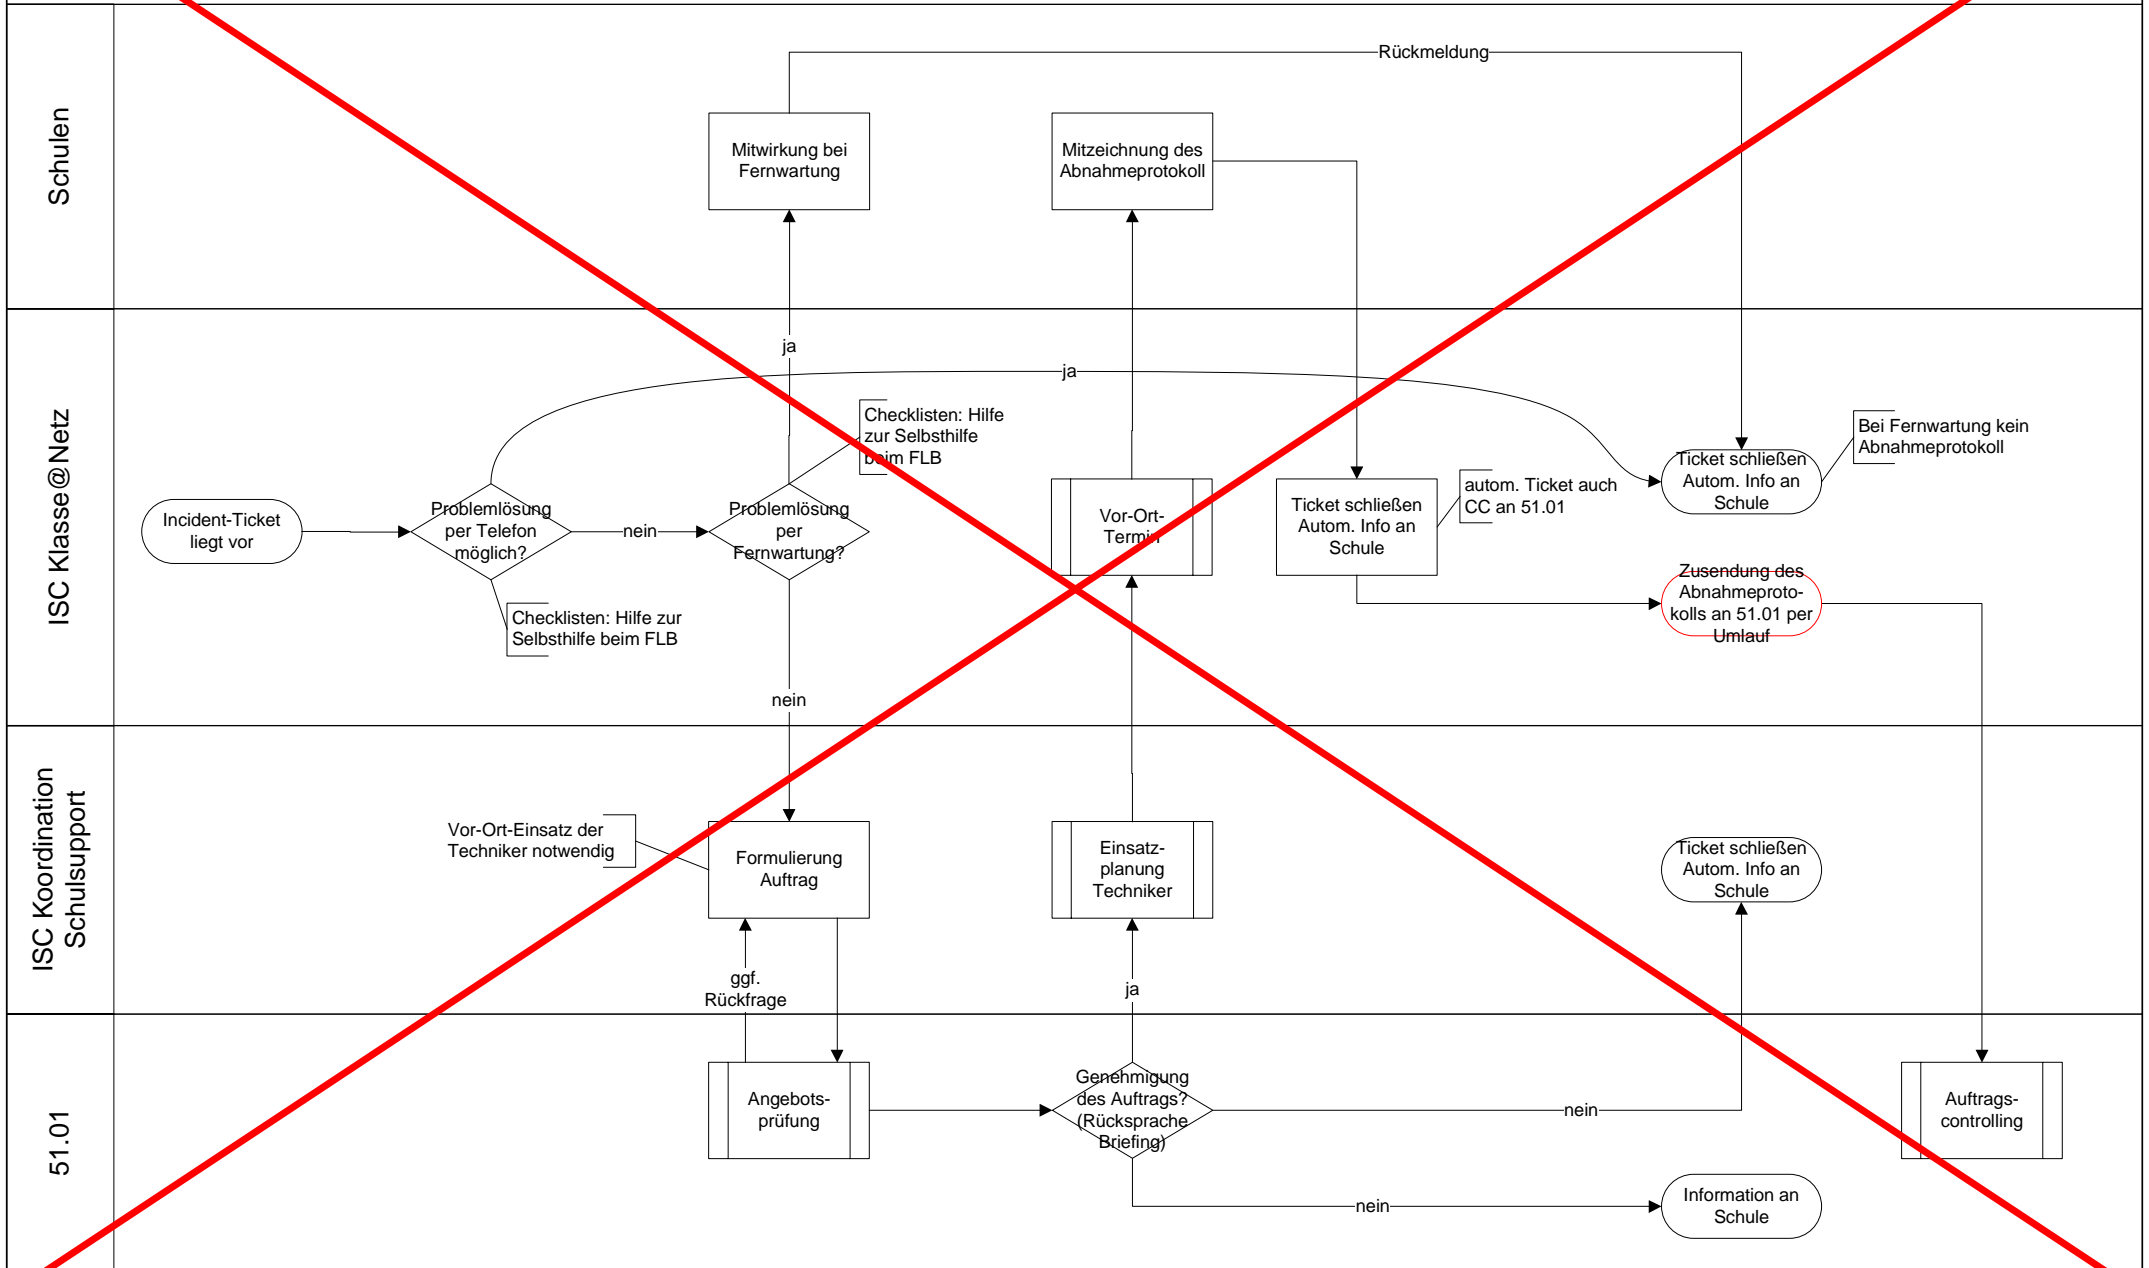 Schulen
Rückmeldung
Mitwirkung bei
Fernwartung
Mitzeichnung des
Abnahmeprotokoll
ISC Klasse@Netz
ja
ja
Checklisten: Hilfe
zur Selbsthilfe
beim FLB
Bei Fernwartung kein
Abnahmeprotokoll
Incident-Ticket
liegt vor
Problemlösung
per Telefon
möglich?
nein
Problemlösung
per
Fernwartung?
Vor-Ort-
Termin
Ticket schließen
Autom. Info an
Schule
autom. Ticket auch
CC an 51.01
Ticket schließen
Autom. Info an
Schule
Checklisten: Hilfe zur
Selbsthilfe beim FLB
Zusendung des
Abnahmeproto-
kolls an 51.01 per
Umlauf
nein
ISC Koordination
Schulsupport
Vor-Ort-Einsatz der
Techniker notwendig
Formulierung
Auftrag
Einsatz-
planung
Techniker
Ticket schließen
Autom. Info an
Schule
ggf.
Rückfrage
ja
51.01
Angebots-
prüfung
Genehmigung
des Auftrags?
(Rücksprache
Briefing)
nein
Auftrags-
controlling
nein
Information an
Schule